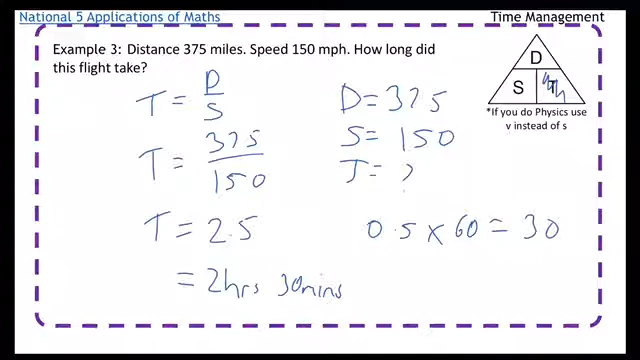 National 5 Applications of Maths
Time Management
Example 3: Distance 375 miles. Speed 150 mph. How long did
this flight take?
D
S T
*If you do Physics use
v instead of s
T = D/S
D = 375
T = 375/150
S = 150
T = ?
T = 2.5
0.5 × 60 = 30
= 2hrs 30mins